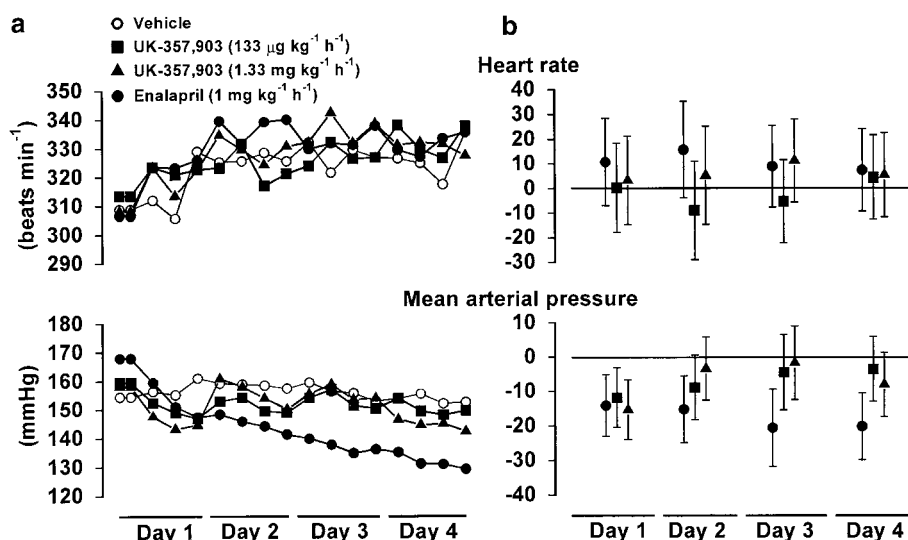 a
Vehicle
UK-357,903 (133 μg kg⁻¹ h⁻¹)
UK-357,903 (1.33 mg kg⁻¹ h⁻¹)
Enalapril (1 mg kg⁻¹ h⁻¹)
b
Heart rate
(beats min⁻¹)
350
340
330
320
310
300
290
40
30
20
10
0
-10
-20
-30
Mean arterial pressure
(mmHg)
180
170
160
150
140
130
120
10
0
-10
-20
-30
-40
Day 1 Day 2 Day 3 Day 4
Day 1 Day 2 Day 3 Day 4